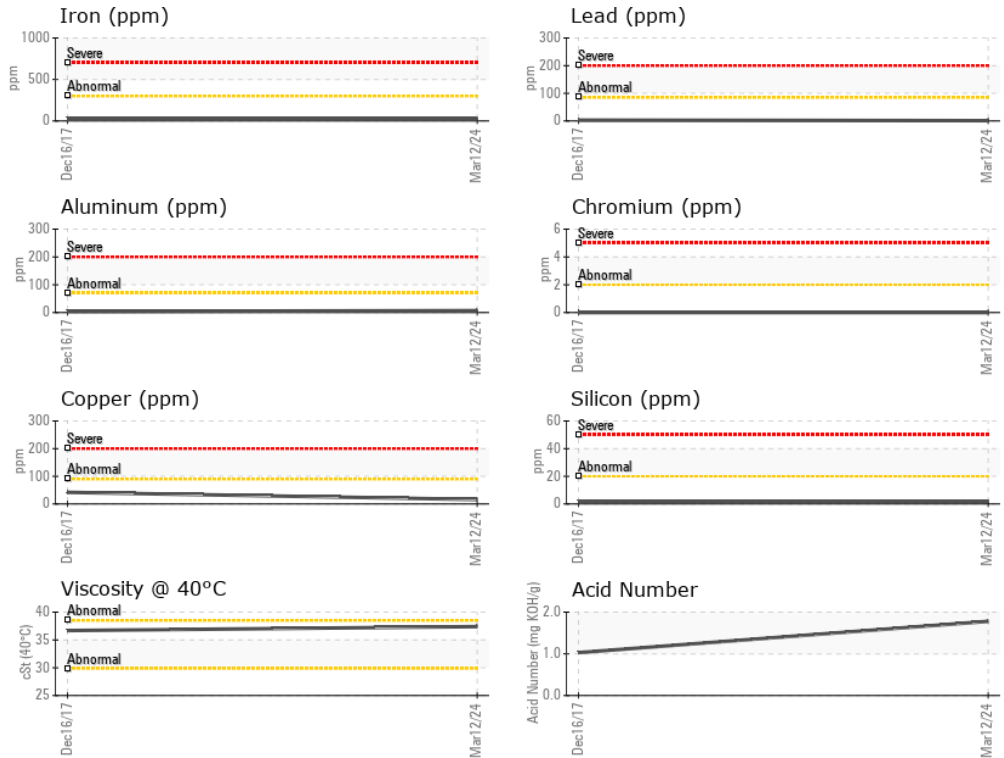 Iron (ppm)
1000
500
0
ppm
Severe
Abnormal
Dec16/17
Mar12/24
Lead (ppm)
300
200
100
0
ppm
Severe
Abnormal
Dec16/17
Mar12/24
Aluminum (ppm)
300
200
100
0
ppm
Severe
Abnormal
Dec16/17
Mar12/24
Chromium (ppm)
6
4
2
0
ppm
Severe
Abnormal
Dec16/17
Mar12/24
Copper (ppm)
300
200
100
0
ppm
Severe
Abnormal
Dec16/17
Mar12/24
Silicon (ppm)
60
40
20
0
ppm
Severe
Abnormal
Dec16/17
Mar12/24
Viscosity @ 40°C
40
35
30
25
cSt (40°C)
Abnormal
Abnormal
Dec16/17
Mar12/24
Acid Number
2.0
1.0
0.0
Acid Number (mg KOH/g)
Dec16/17
Mar12/24